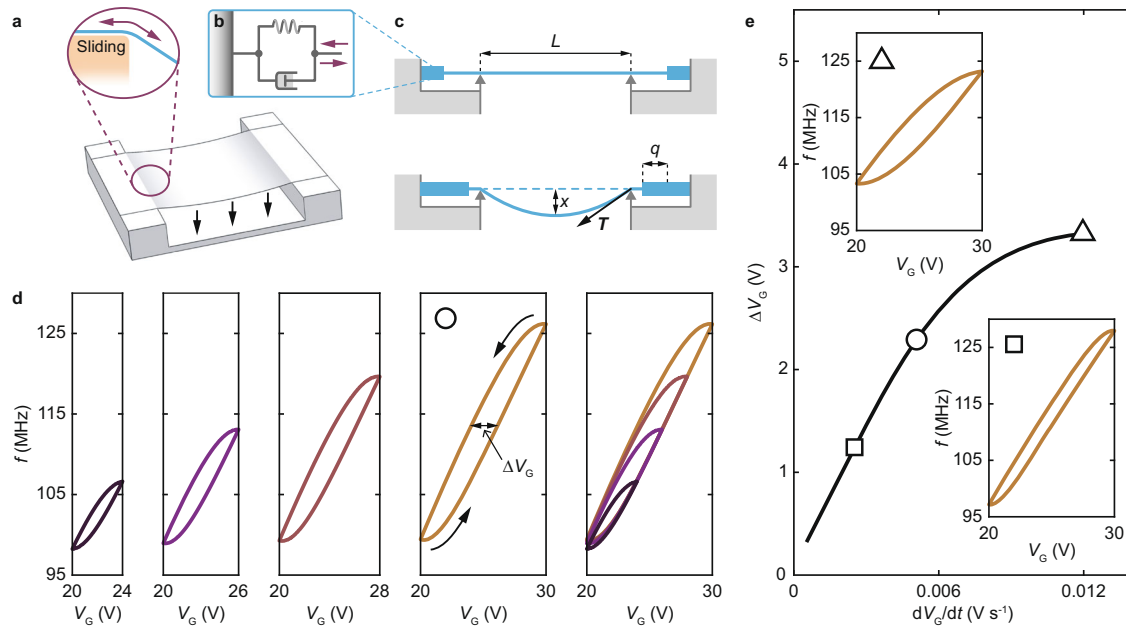 a
Sliding
b
c
L
q
x
T
d
f (MHz)
125
115
105
95
20 24
V_G (V)
20 26
V_G (V)
20 28
V_G (V)
ΔV_G
20 30
V_G (V)
20 30
V_G (V)
e
ΔV_G (V)
5
4
3
2
1
0
0 0.006 0.012
dV_G/dt (V s⁻¹)
f (MHz)
125
115
105
95
20 30
V_G (V)
f (MHz)
125
115
105
95
20 30
V_G (V)